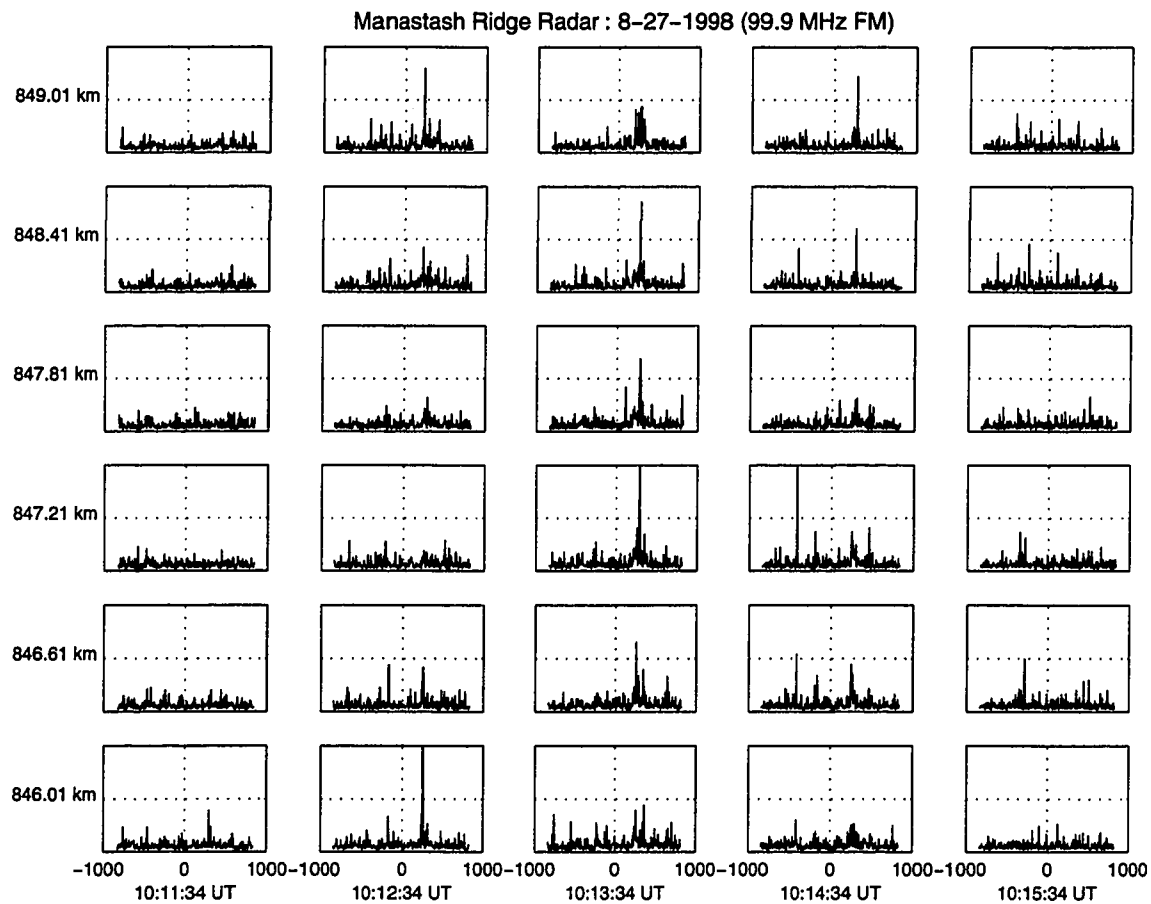 Manastash Ridge Radar : 8-27-1998 (99.9 MHz FM)
849.01 km
848.41 km
847.81 km
847.21 km
846.61 km
846.01 km
-1000 0 1000 -1000 0 1000 -1000 0 1000 -1000 0 1000 -1000 0 1000
10:11:34 UT 10:12:34 UT 10:13:34 UT 10:14:34 UT 10:15:34 UT